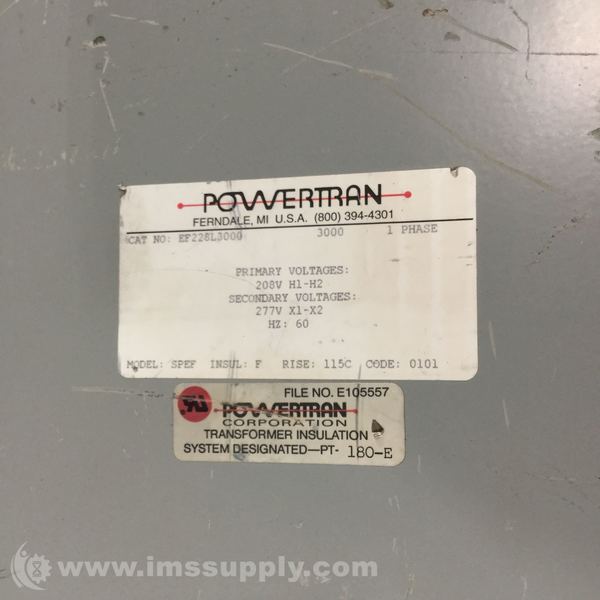 POWERTRAN
FERNDALE, MI U.S.A. (800) 394-4301
CAT NO: EF228L3000 3000 1 PHASE
PRIMARY VOLTAGES:
208V H1-H2
SECONDARY VOLTAGES:
277V X1-X2
HZ: 60
MODEL: SPEF INSUL: F RISE: 115C CODE: 0101
FILE NO. E105557
POWERTRAN
CORPORATION
TRANSFORMER INSULATION
SYSTEM DESIGNATED—PT- 180-E
www.imssupply.com